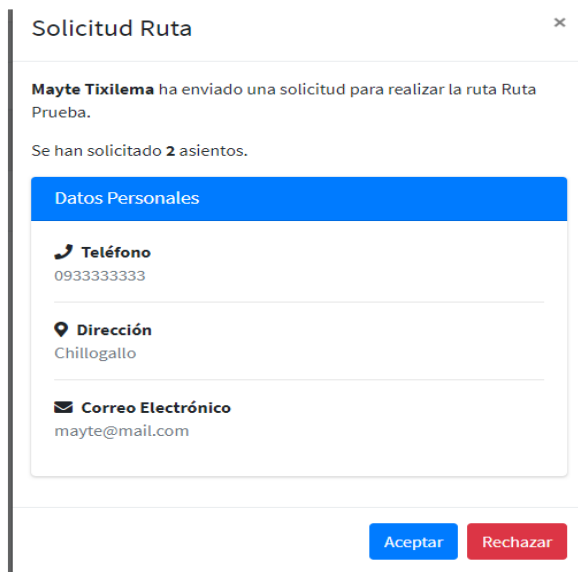 Solicitud Ruta
×
Mayte Tixilema ha enviado una solicitud para realizar la ruta Ruta
Prueba.
Se han solicitado 2 asientos.
Datos Personales
Teléfono
0933333333
Dirección
Chillogallo
Correo Electrónico
mayte@mail.com
Aceptar
Rechazar